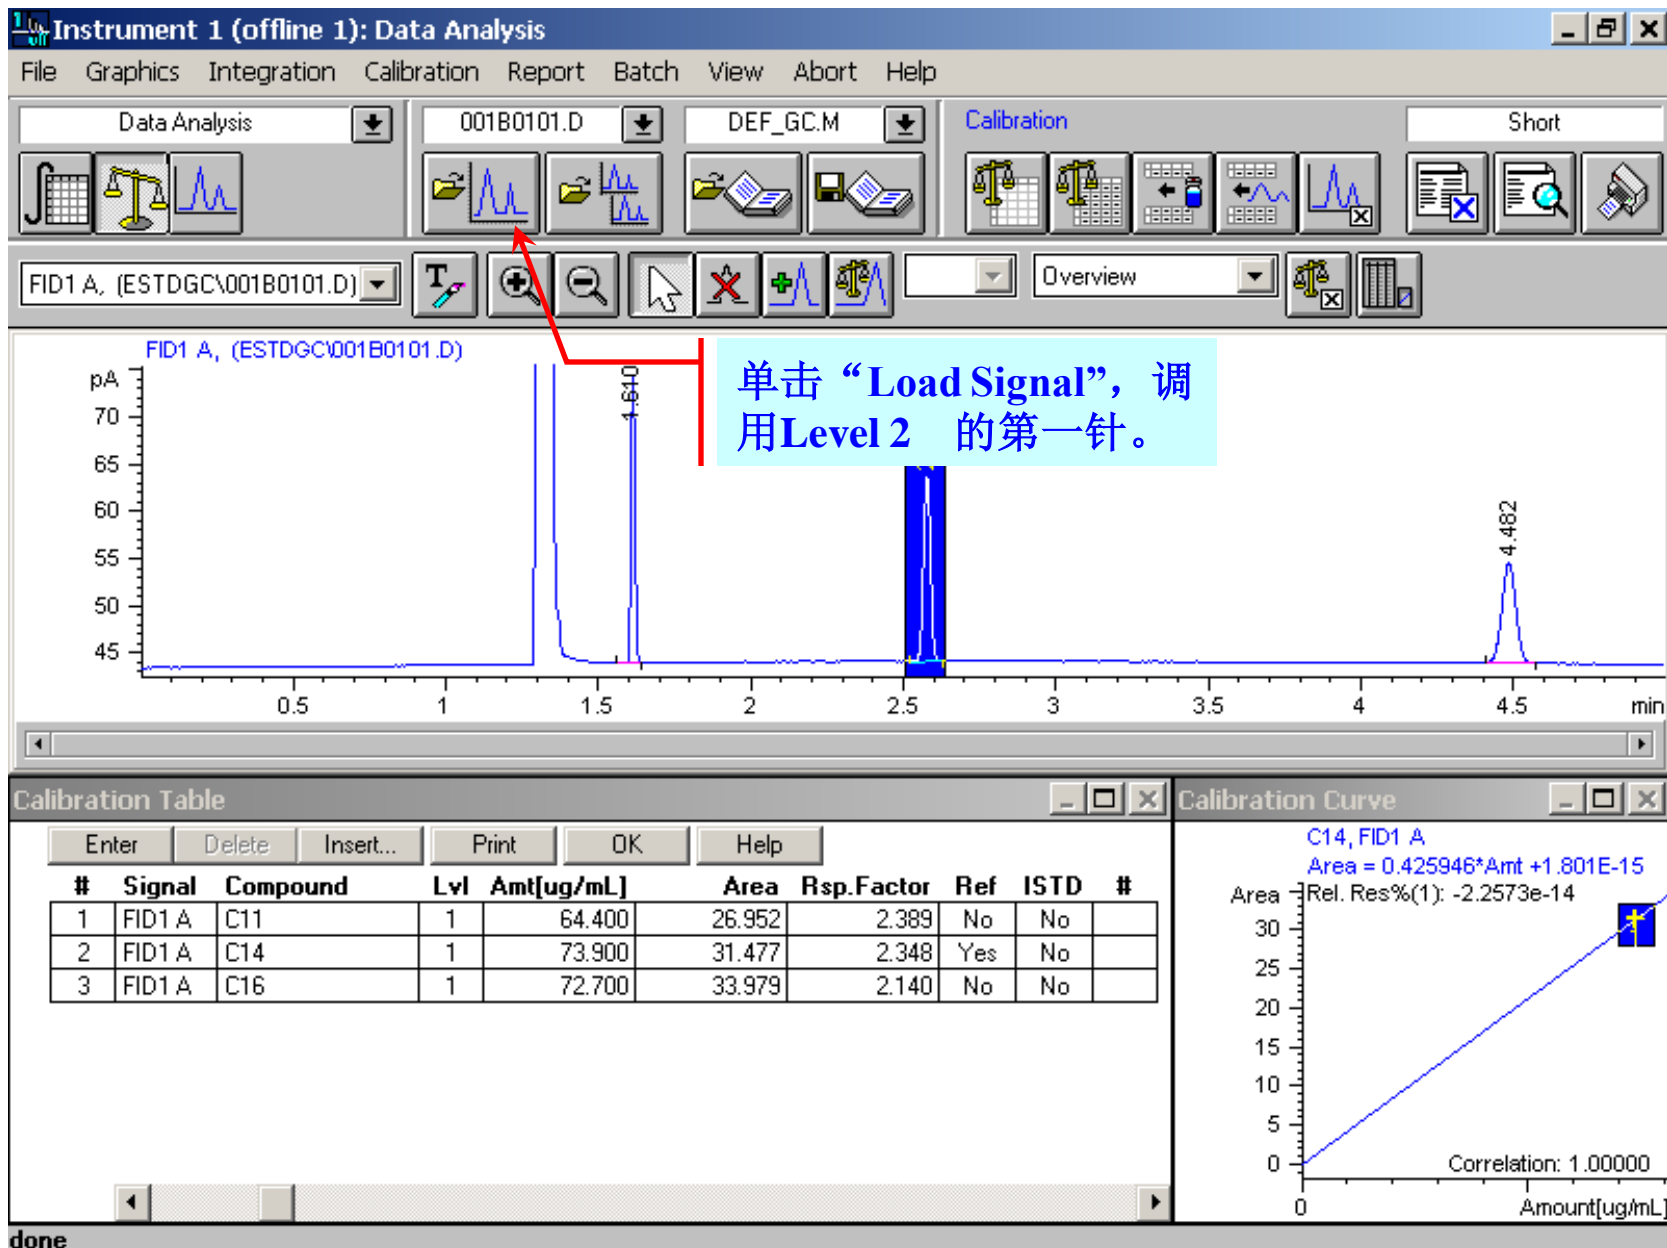 Instrument 1 (offline 1): Data Analysis
File Graphics Integration Calibration Report Batch View Abort Help
Data Analysis 001B0101.D DEF_GC.M Calibration Short
FID1 A, (ESTDGC\001B0101.D) Overview
FID1 A, (ESTDGC\001B0101.D)
pA
70
65
60
55
50
45
1.610
4.482
单击“Load Signal”，调
用Level 2 的第一针。
0.5 1 1.5 2 2.5 3 3.5 4 4.5 min
Calibration Table
Enter Delete Insert... Print OK Help
# Signal Compound Lvl Amt[ug/mL] Area Rsp.Factor Ref ISTD #
1 FID1 A C11 1 64.400 26.952 2.389 No No
2 FID1 A C14 1 73.900 31.477 2.348 Yes No
3 FID1 A C16 1 72.700 33.979 2.140 No No
Calibration Curve
C14, FID1 A
Area = 0.425946*Amt +1.801E-15
Area Rel. Res%(1): -2.2573e-14
30
25
20
15
10
5
0
Correlation: 1.00000
0 Amount[ug/mL]
done